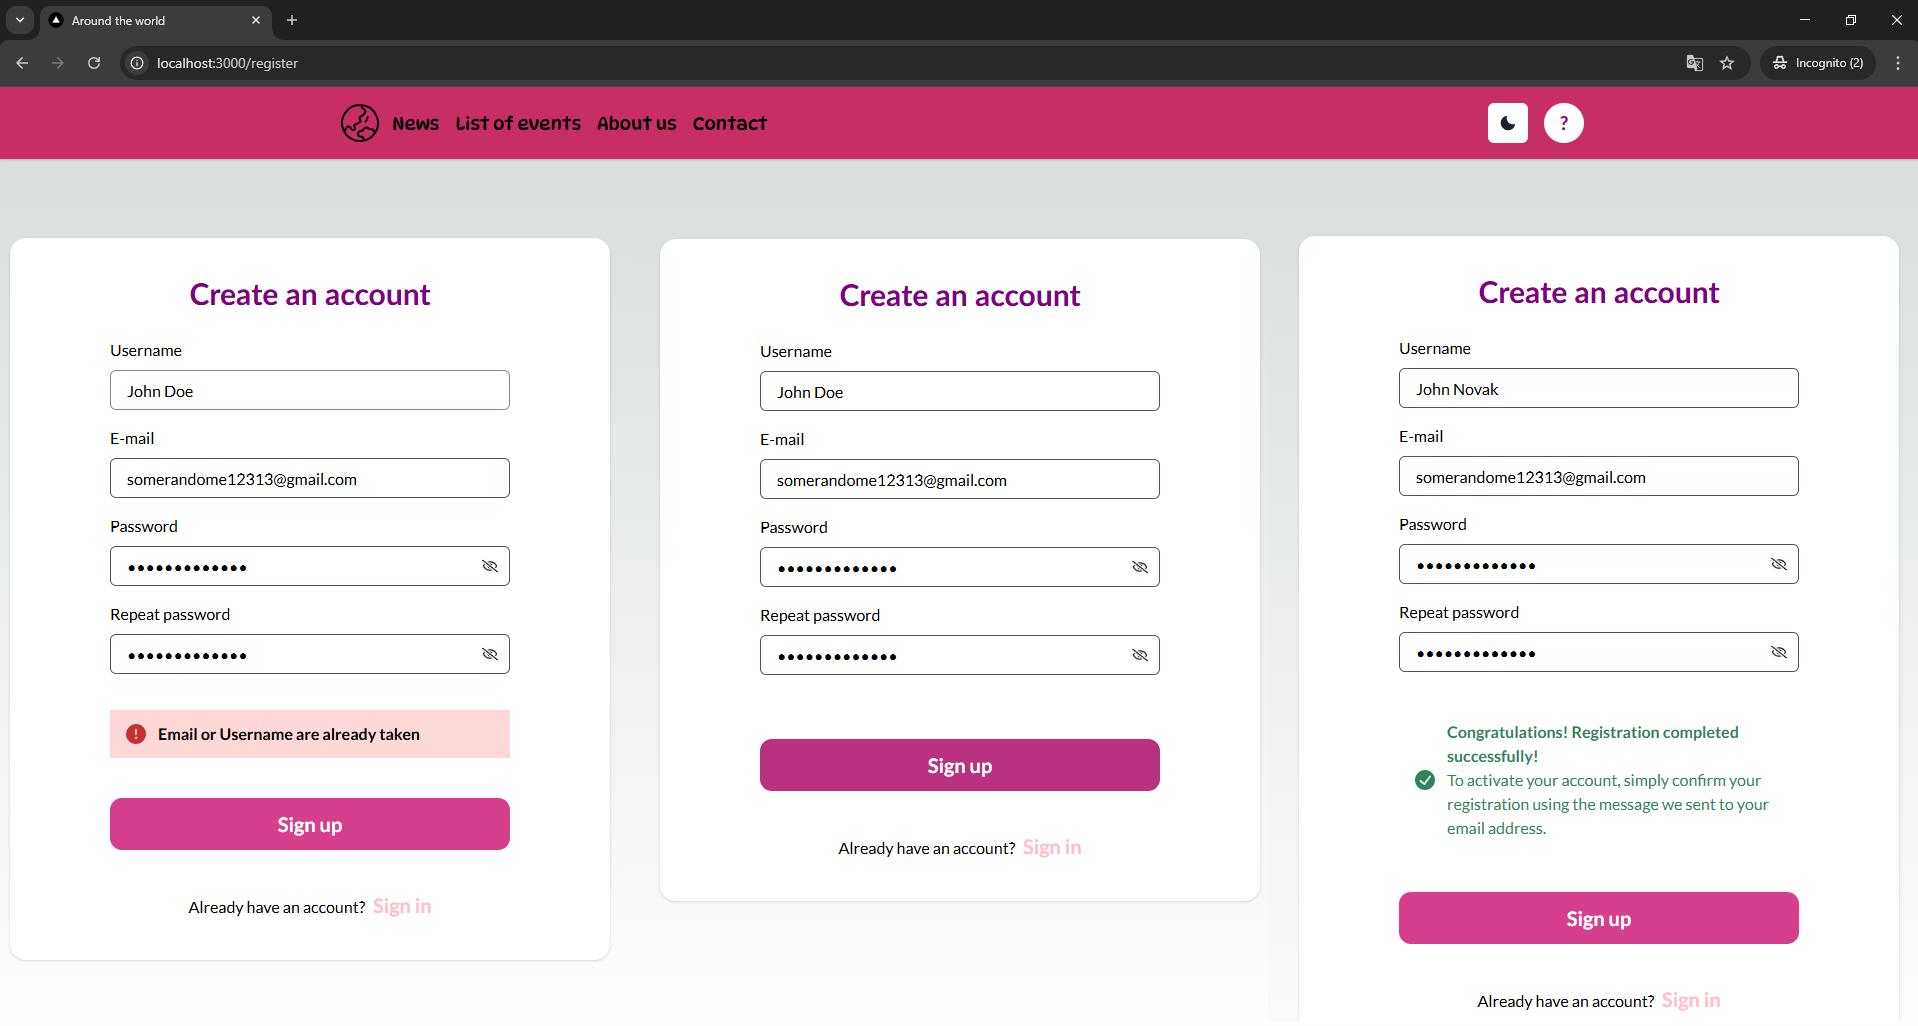 Around the world
localhost:3000/register
Incognito (2)
News List of events About us Contact
?
Create an account
Username
John Doe
E-mail
somerandome12313@gmail.com
Password
•••••••••••••
Repeat password
•••••••••••••
Email or Username are already taken
Sign up
Already have an account? Sign in
Create an account
Username
John Doe
E-mail
somerandome12313@gmail.com
Password
•••••••••••••
Repeat password
•••••••••••••
Sign up
Already have an account? Sign in
Create an account
Username
John Novak
E-mail
somerandome12313@gmail.com
Password
•••••••••••••
Repeat password
•••••••••••••
Congratulations! Registration completed
successfully!
To activate your account, simply confirm your
registration using the message we sent to your
email address.
Sign up
Already have an account? Sign in